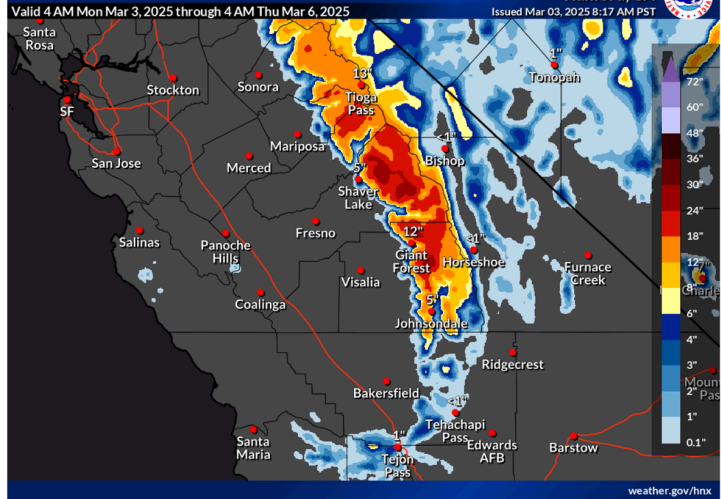 Valid 4 AM Mon Mar 3, 2025 through 4 AM Thu Mar 6, 2025
Issued Mar 03, 2025 8:17 AM PST
Santa
Rosa
SF
Stockton
Sonora
13"
Tioga
Pass
1"
Tonopah
San Jose
Merced
Mariposa
<1"
Bishop
5"
Shaver
Lake
Salinas
Panoche
Hills
Fresno
12"
Giant
Forest
<1"
Horseshoe
Furnace
Creek
Coalinga
Visalia
5"
Johnsondale
Ridgecrest
Bakersfield
<1"
Tehachapi
Pass
Edwards
AFB
Barstow
Santa
Maria
1"
Tejon
Pass
72"
60"
48"
36"
30"
24"
18"
12"
8"
6"
4"
3"
2"
1"
0.1"
Charle
Moun
Pas
weather.gov/hnx